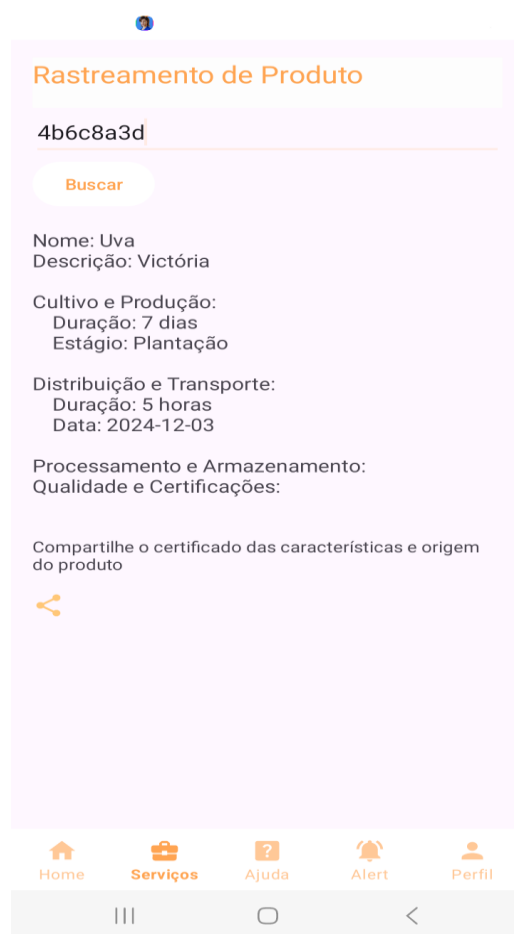 Rastreamento de Produto
4b6c8a3d
Buscar
Nome: Uva
Descrição: Victória
Cultivo e Produção:
Duração: 7 dias
Estágio: Plantação
Distribuição e Transporte:
Duração: 5 horas
Data: 2024-12-03
Processamento e Armazenamento:
Qualidade e Certificações:
Compartilhe o certificado das características e origem
do produto
Home Serviços Ajuda Alert Perfil